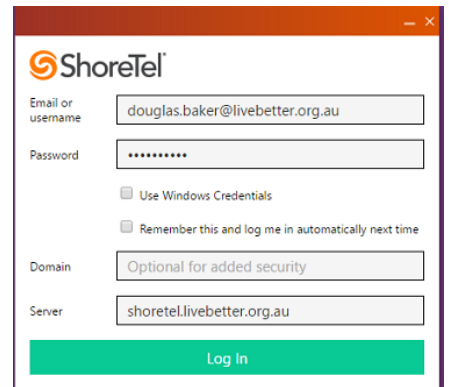 ShoreTel
Email or
username
douglas.baker@livebetter.org.au
Password
••••••••••
Use Windows Credentials
Remember this and log me in automatically next time
Domain
Optional for added security
Server
shoretel.livebetter.org.au
Log In